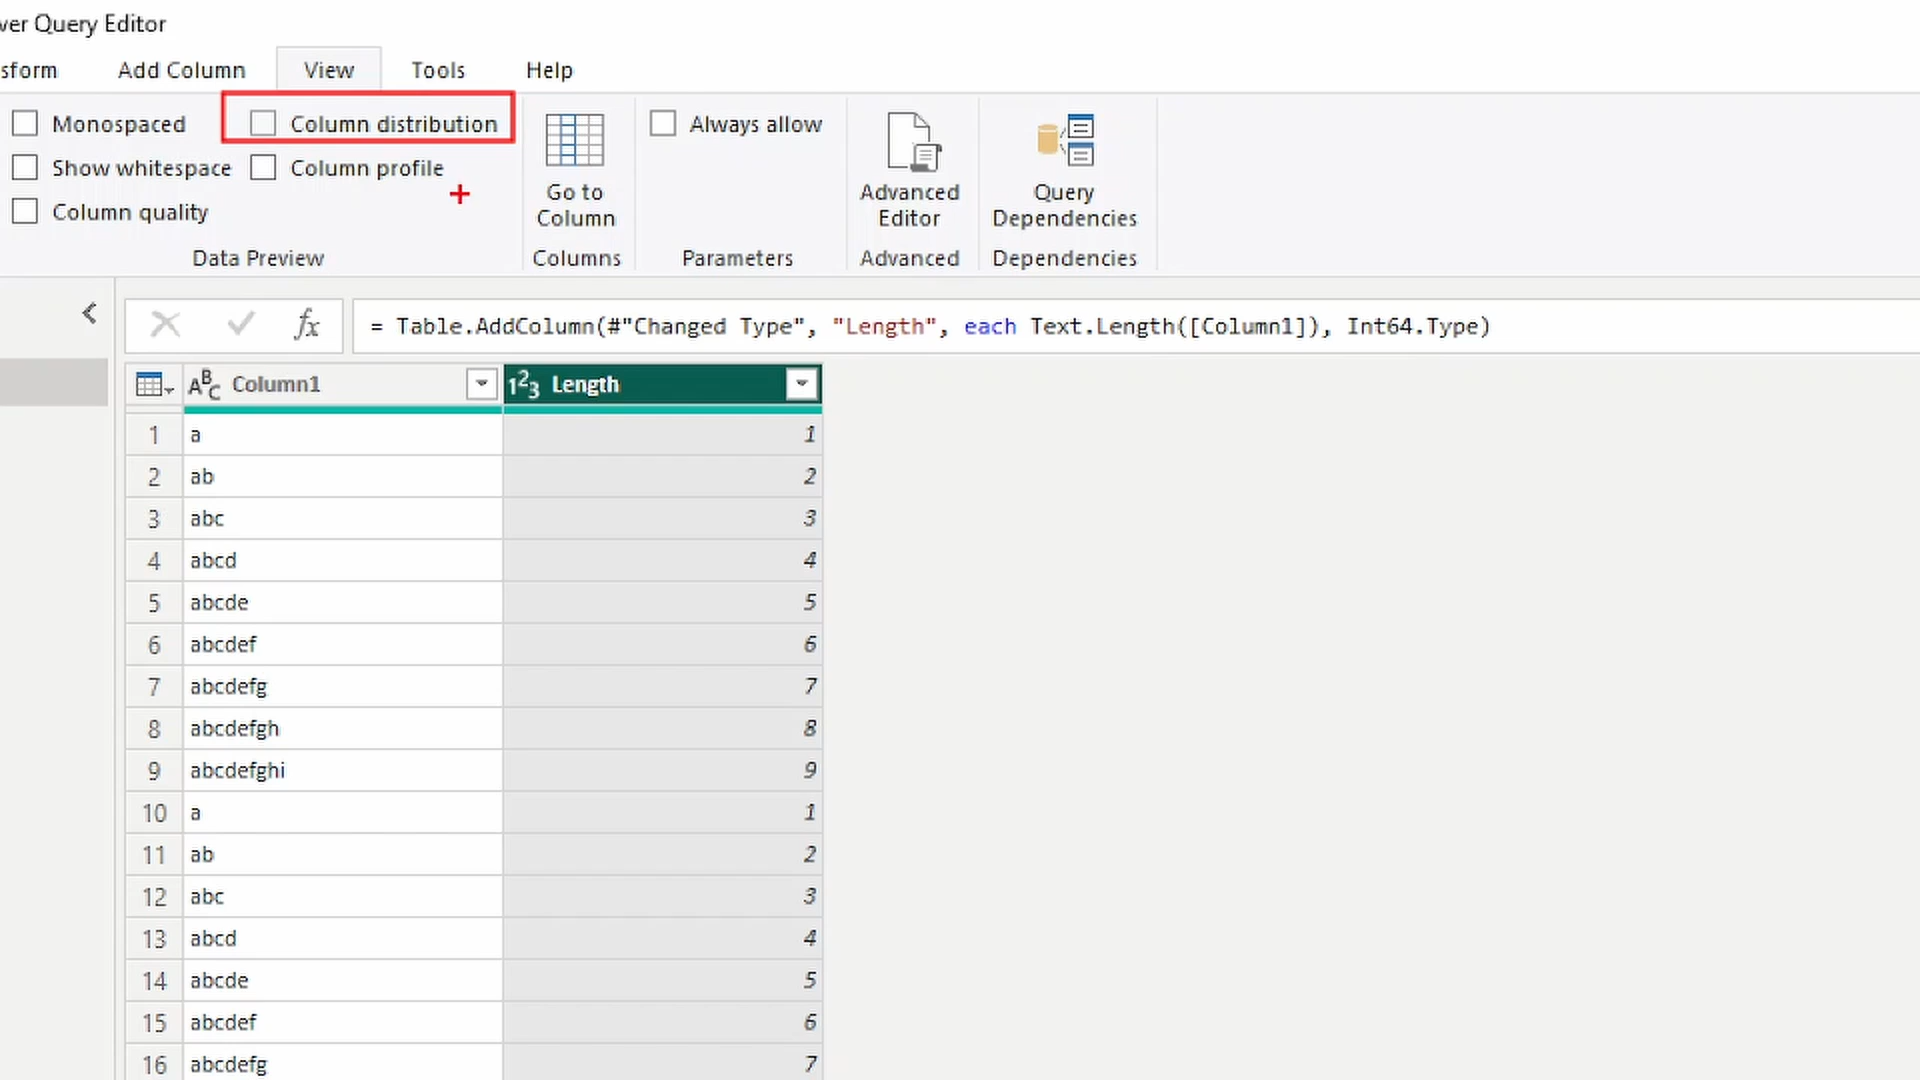 ver Query Editor
sform Add Column View Tools Help
Monospaced Column distribution Always allow
Show whitespace Column profile
Column quality
Go to Column
Advanced Editor
Query Dependencies
Data Preview Columns Parameters Advanced Dependencies
fx = Table.AddColumn(#"Changed Type", "Length", each Text.Length([Column1]), Int64.Type)
ABC Column1 123 Length
1 a 1
2 ab 2
3 abc 3
4 abcd 4
5 abcde 5
6 abcdef 6
7 abcdefg 7
8 abcdefgh 8
9 abcdefghi 9
10 a 1
11 ab 2
12 abc 3
13 abcd 4
14 abcde 5
15 abcdef 6
16 abcdefg 7